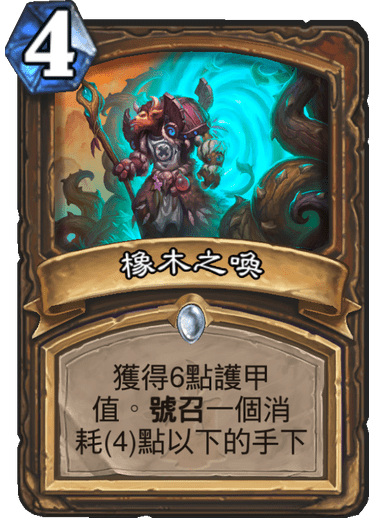 4
橡木之喚
獲得6點護甲
值。號召一個消
耗(4)點以下的手下